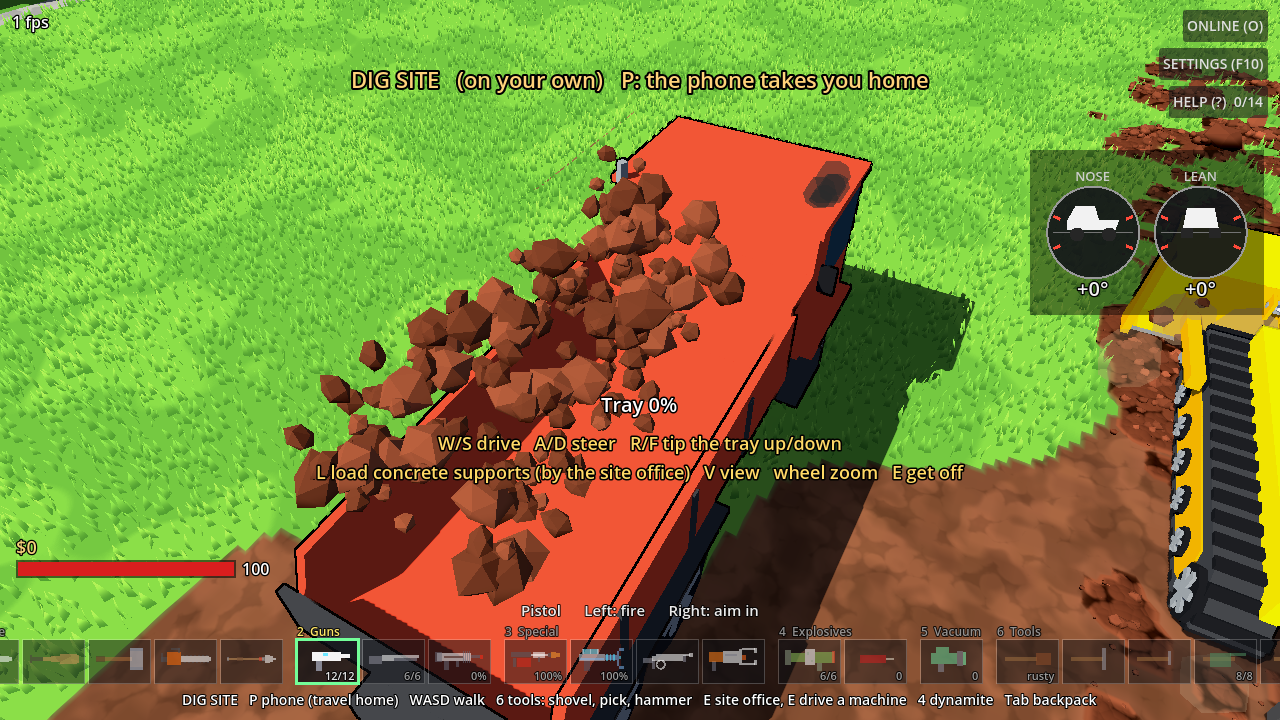 1 fps
ONLINE (O)
SETTINGS (F10)
HELP (?) 0/14
DIG SITE (on your own) P: the phone takes you home
NOSE LEAN
+0° +0°
Tray 0%
W/S drive A/D steer R/F tip the tray up/down
L load concrete supports (by the site office) V view wheel zoom E get off
$0
100
Pistol Left: fire Right: aim in
e 2 Guns 3 Special 4 Explosives 5 Vacuum 6 Tools
12/12 6/6 0% 100% 100% 6/6 0 0 rusty 8/8
DIG SITE P phone (travel home) WASD walk 6 tools: shovel, pick, hammer E site office, E drive a machine 4 dynamite Tab backpack